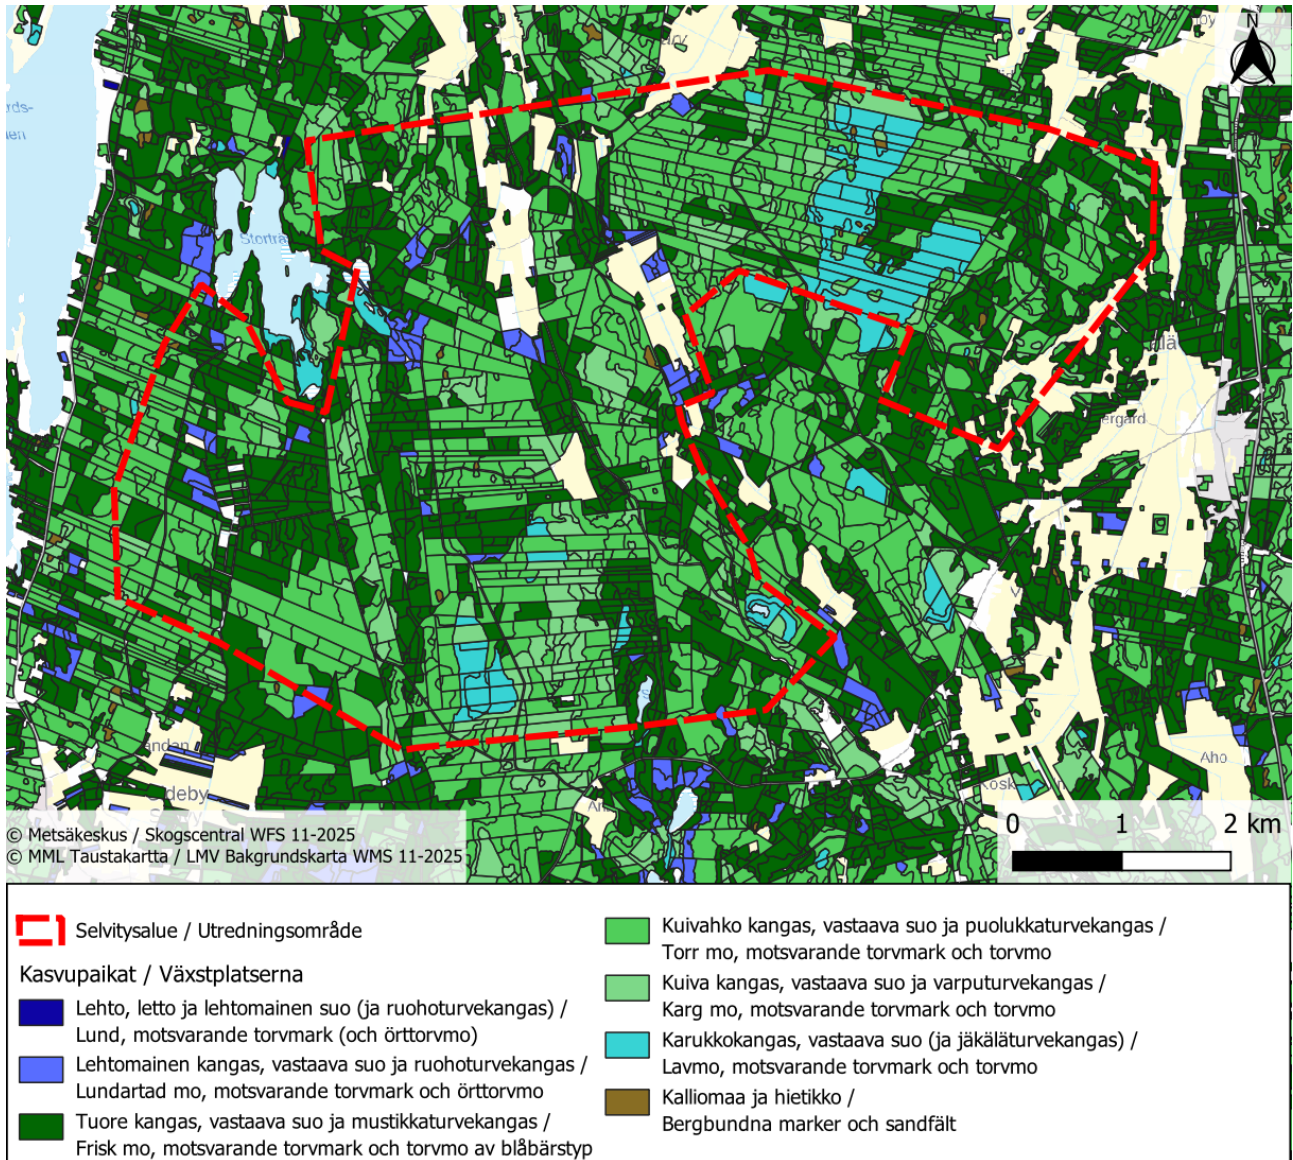 N
Sideby
Aho
© Metsäkeskus / Skogscentral WFS 11-2025
© MML Taustakartta / LMV Bakgrundskarta WMS 11-2025
0 1 2 km
Selvitysalue / Utredningsområde
Kasvupaikat / Växstplatserna
Lehto, letto ja lehtomainen suo (ja ruohoturvekangas) /
Lund, motsvarande torvmark (och örttorvmo)
Lehtomainen kangas, vastaava suo ja ruohoturvekangas /
Lundartad mo, motsvarande torvmark och örttorvmo
Tuore kangas, vastaava suo ja mustikkaturvekangas /
Frisk mo, motsvarande torvmark och torvmo av blåbärstyp
Kuivahko kangas, vastaava suo ja puolukkaturvekangas /
Torr mo, motsvarande torvmark och torvmo
Kuiva kangas, vastaava suo ja varputurvekangas /
Karg mo, motsvarande torvmark och torvmo
Karukkokangas, vastaava suo (ja jäkäläturvekangas) /
Lavmo, motsvarande torvmark och torvmo
Kalliomaa ja hietikko /
Bergbundna marker och sandfält